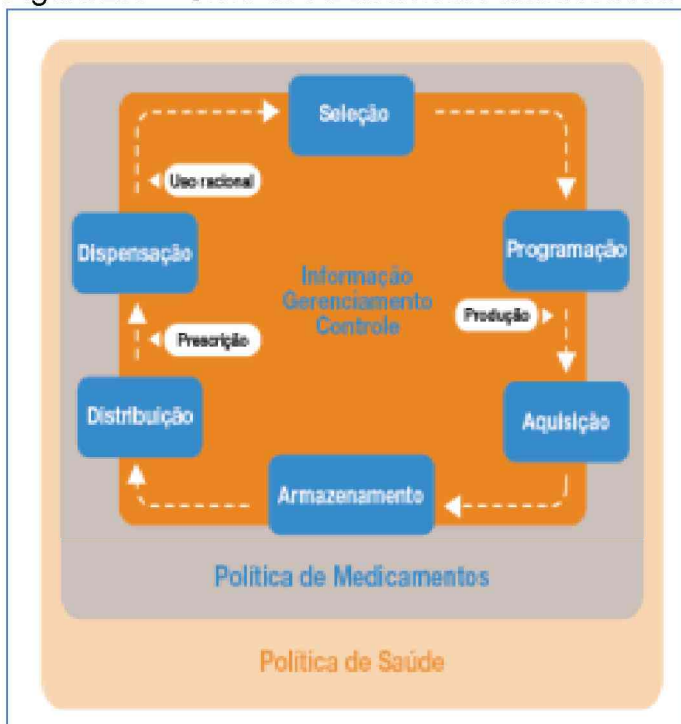 Seleção
Uso racional
Dispensação
Programação
Informação
Gerenciamento
Controle
Produção
Prescrição
Distribuição
Aquisição
Armazenamento
Política de Medicamentos
Política de Saúde